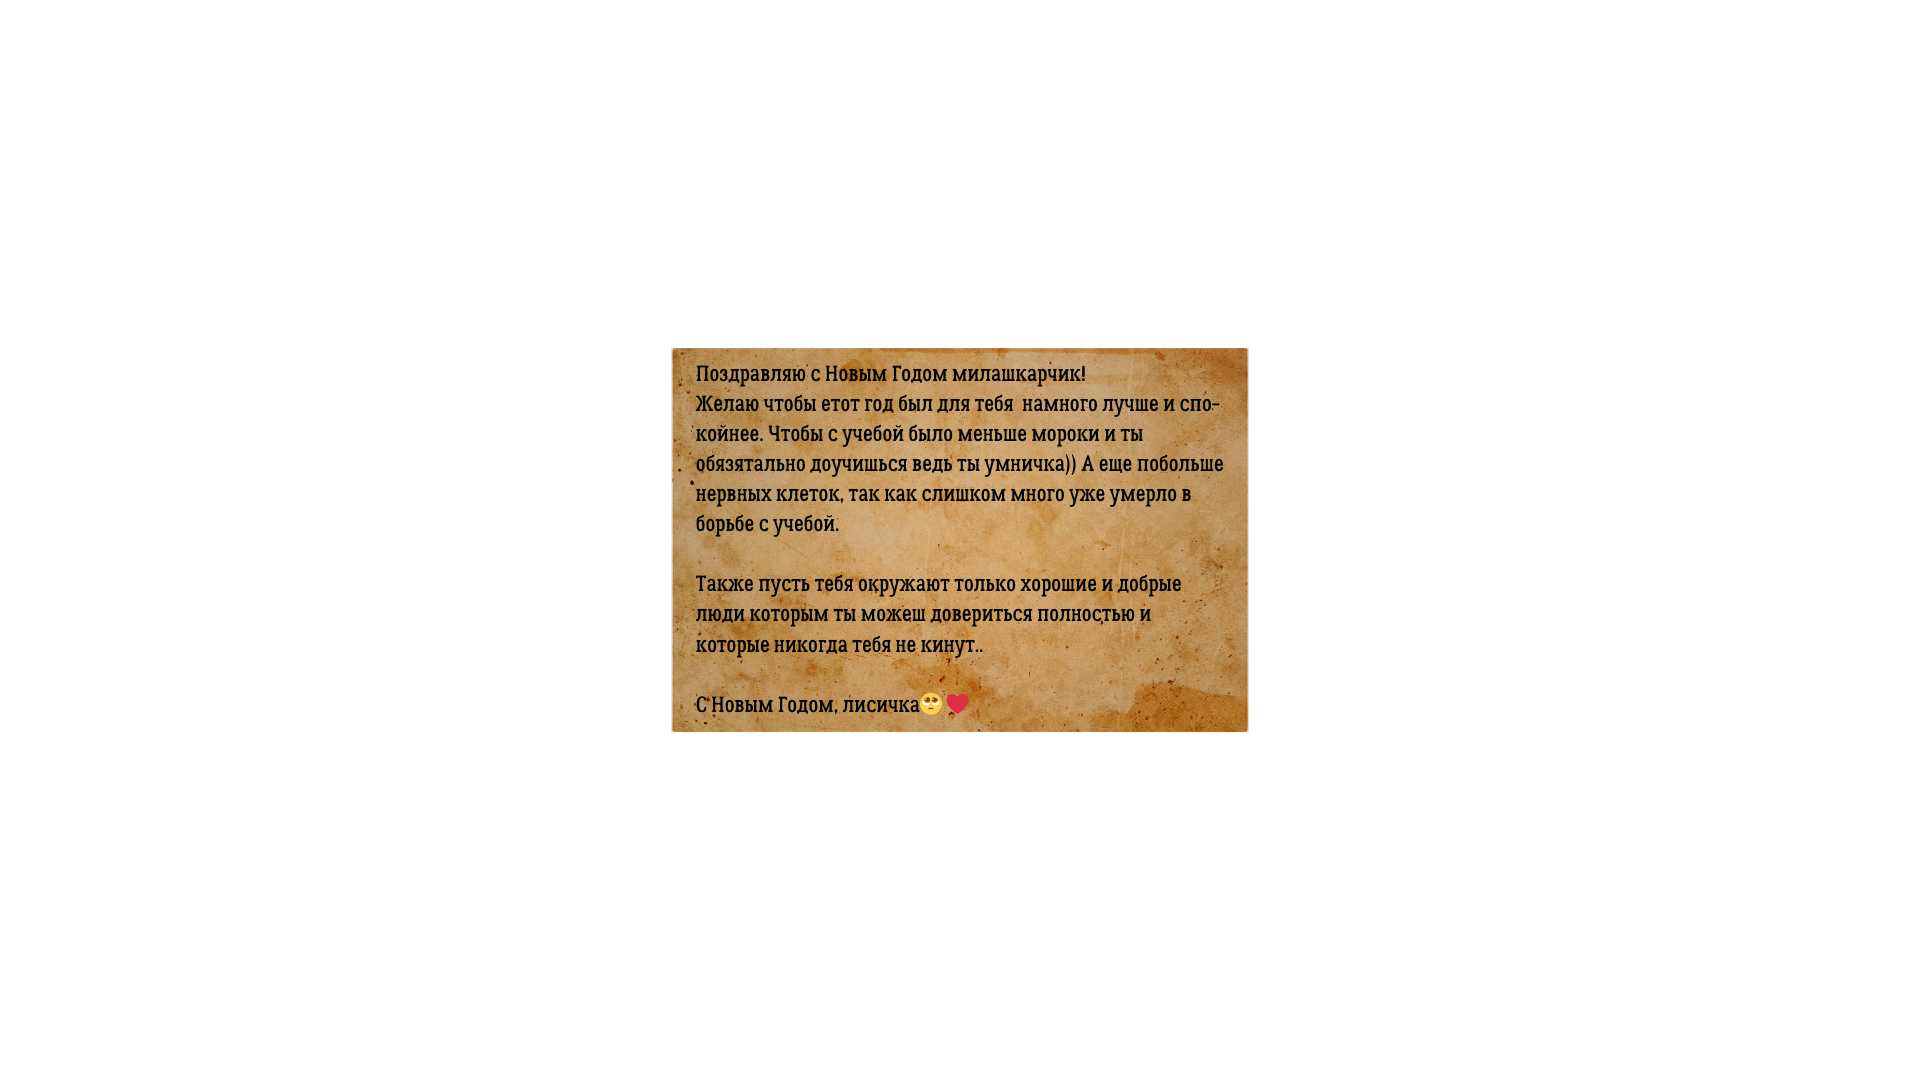 Поздравляю с Новым Годом милашкарчик!
Желаю чтобы етот год был для тебя  намного лучше и спо-
койнее. Чтобы с учебой было меньше мороки и ты
обязятально доучишься ведь ты умничка)) А еще побольше
нервных клеток, так как слишком много уже умерло в
борьбе с учебой.
Также пусть тебя окружают только хорошие и добрые
люди которым ты можеш довериться полностью и
которые никогда тебя не кинут..
С Новым Годом, лисичка🥺❤